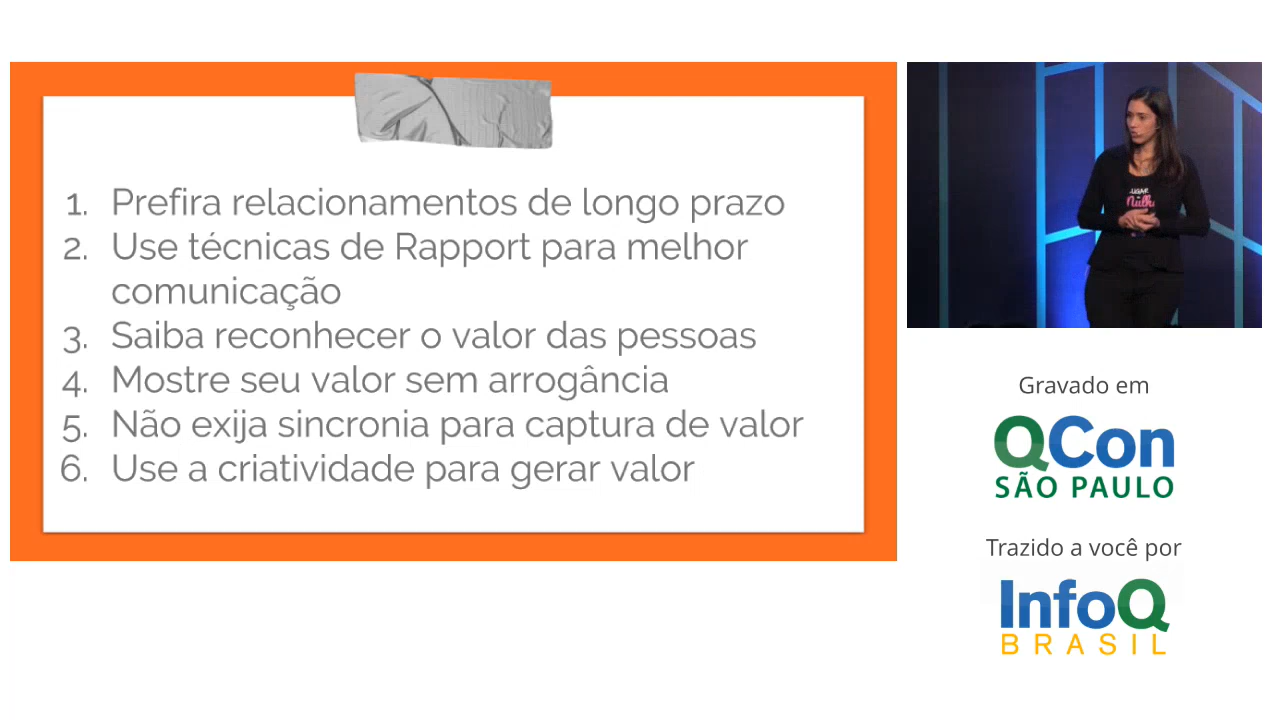 1. Prefira relacionamentos de longo prazo
2. Use técnicas de Rapport para melhor
comunicação
3. Saiba reconhecer o valor das pessoas
4. Mostre seu valor sem arrogância
5. Não exija sincronia para captura de valor
6. Use a criatividade para gerar valor
LUGAR
Gravado em
QCon
SÃO PAULO
Trazido a você por
InfoQ
BRASIL